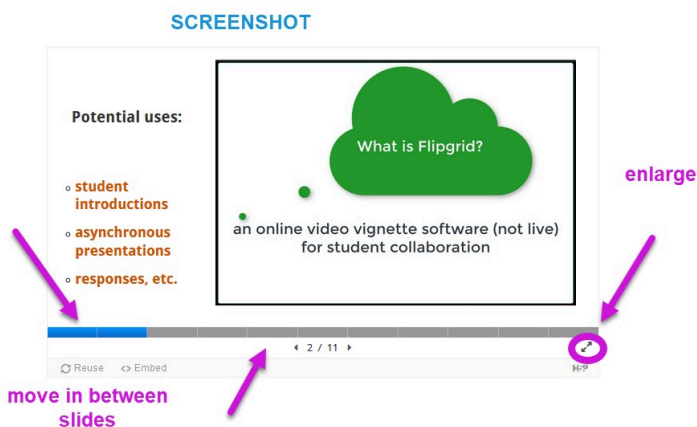 SCREENSHOT
Potential uses:
student
introductions
asynchronous
presentations
responses, etc.
What is Flipgrid?
an online video vignette software (not live)
for student collaboration
enlarge
2 / 11
Reuse
Embed
H-P
move in between
slides